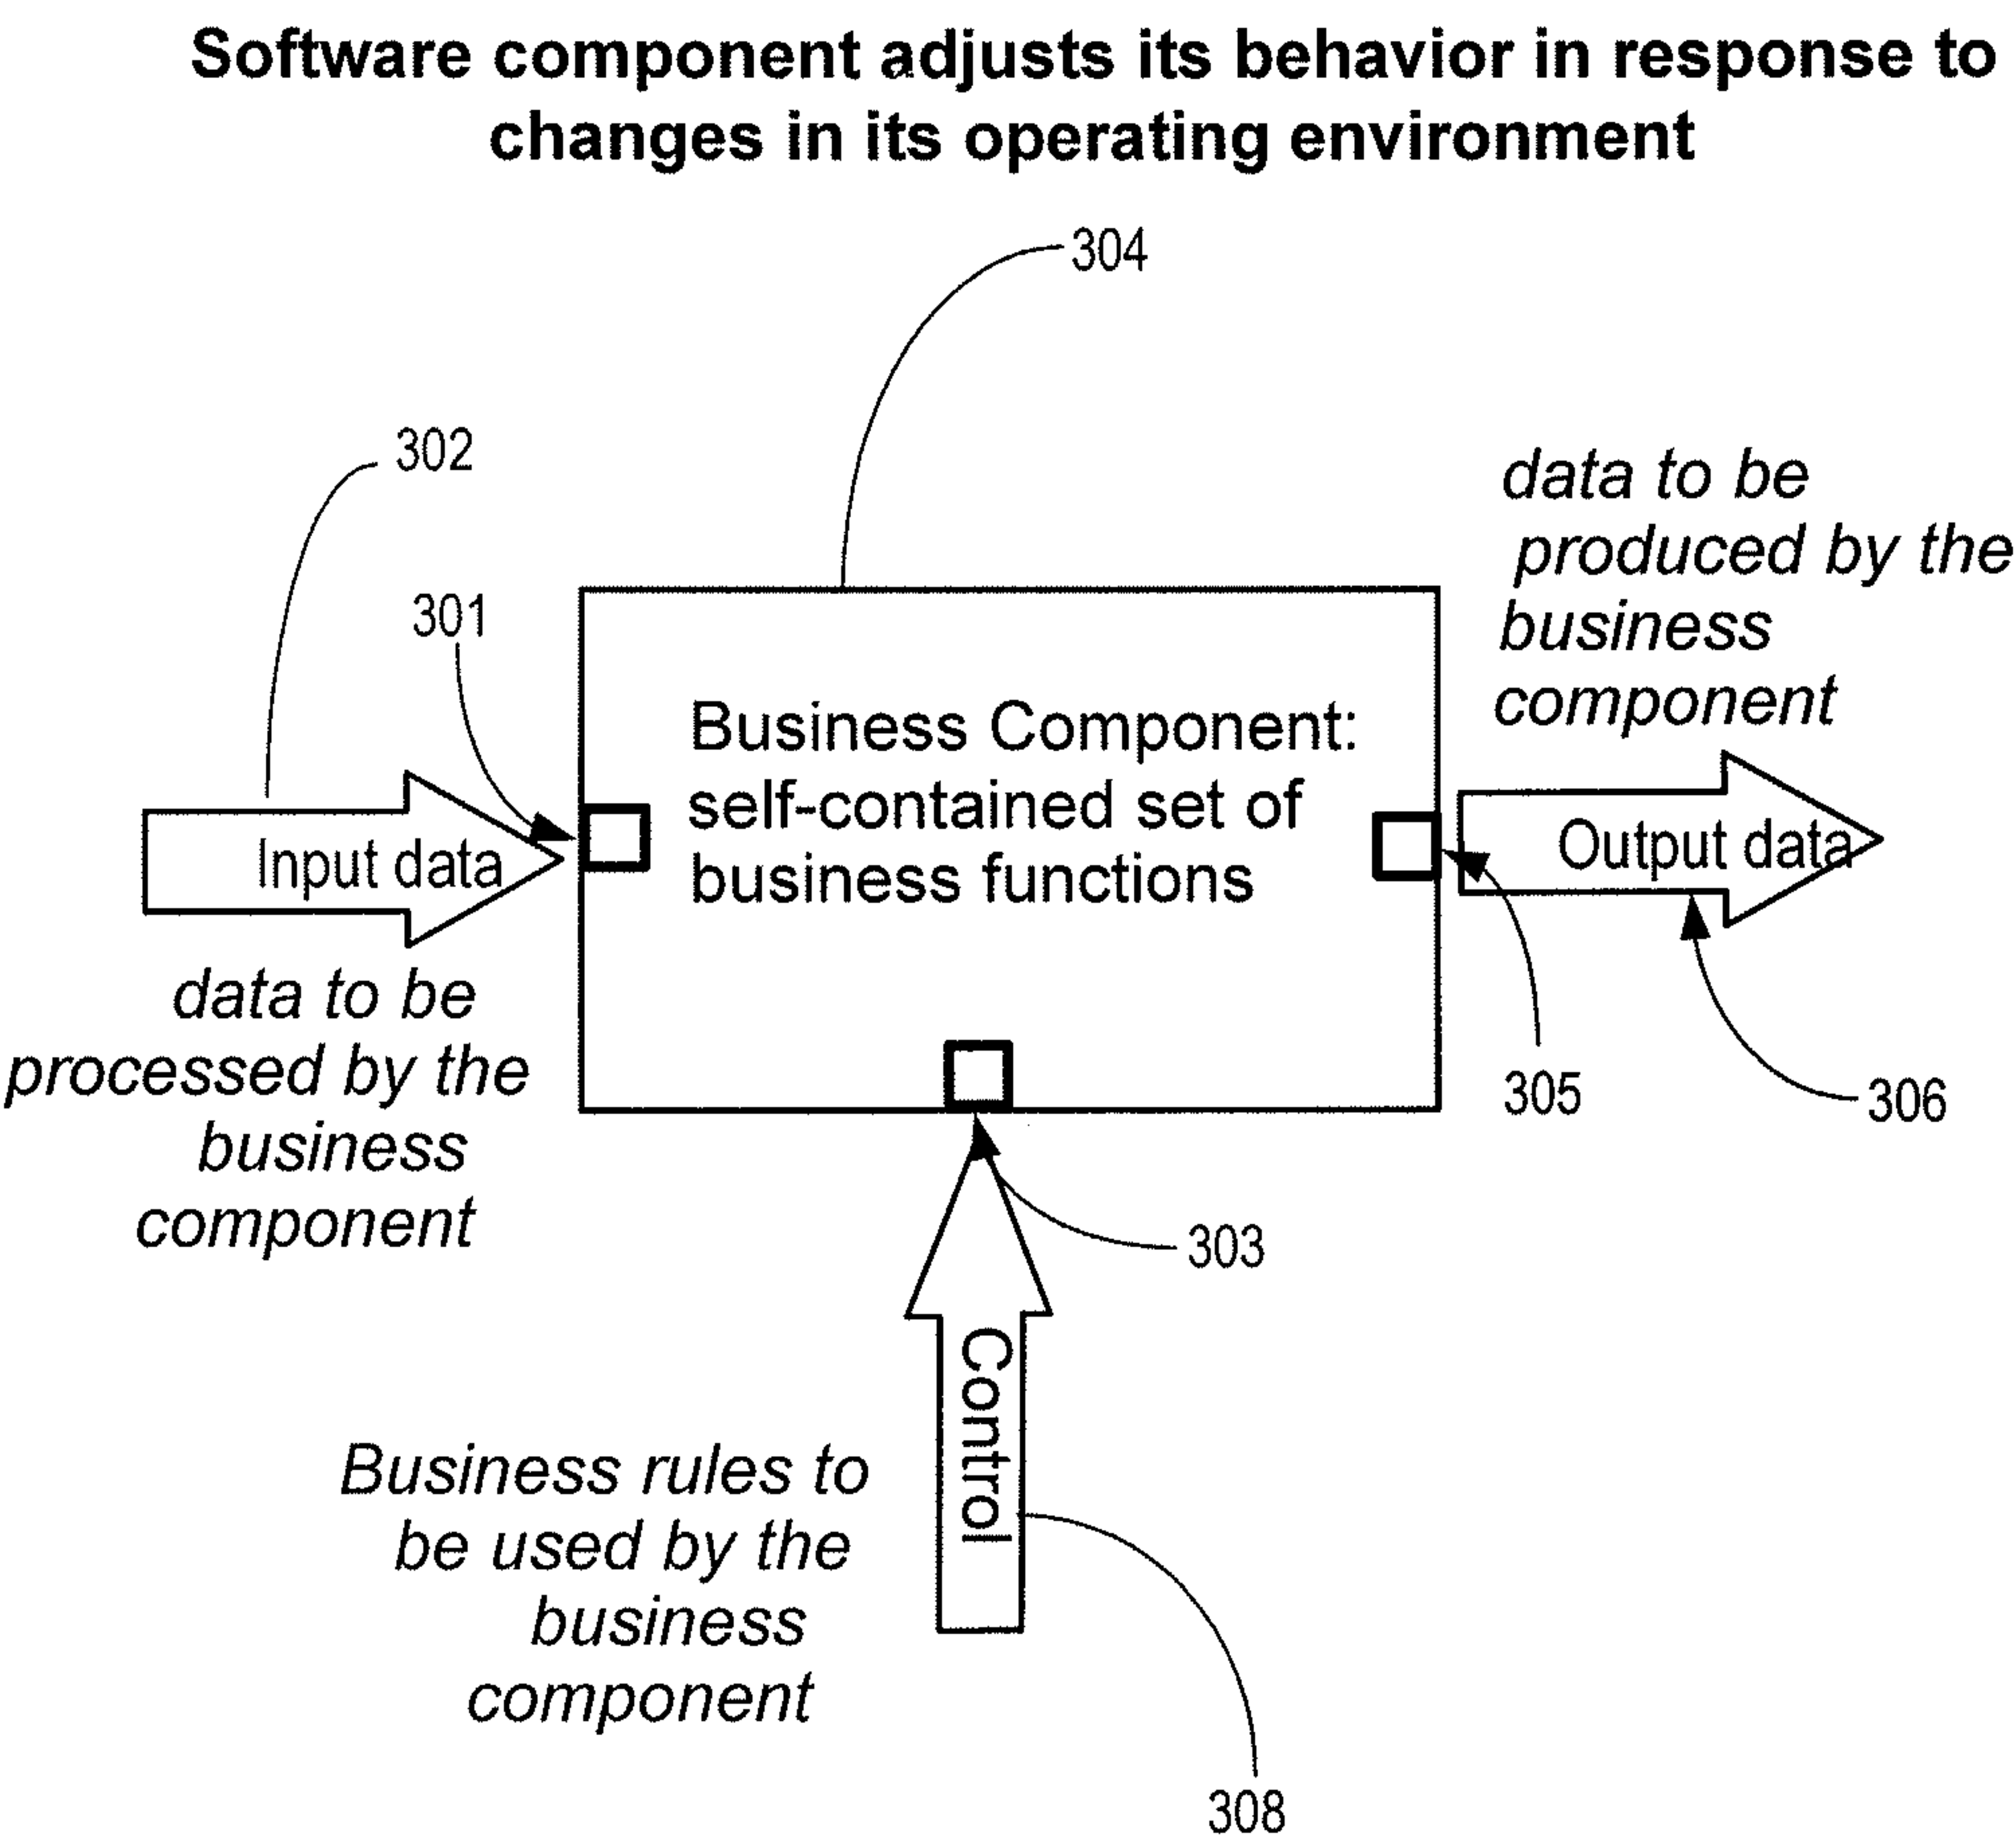 Software component adjusts its behavior in response to
changes in its operating environment
304
302
301
data to be
produced by the
business
component
Business Component:
self-contained set of
business functions
Input data
Output data
data to be
processed by the
business
component
305
306
303
Control
Business rules to
be used by the
business
component
308